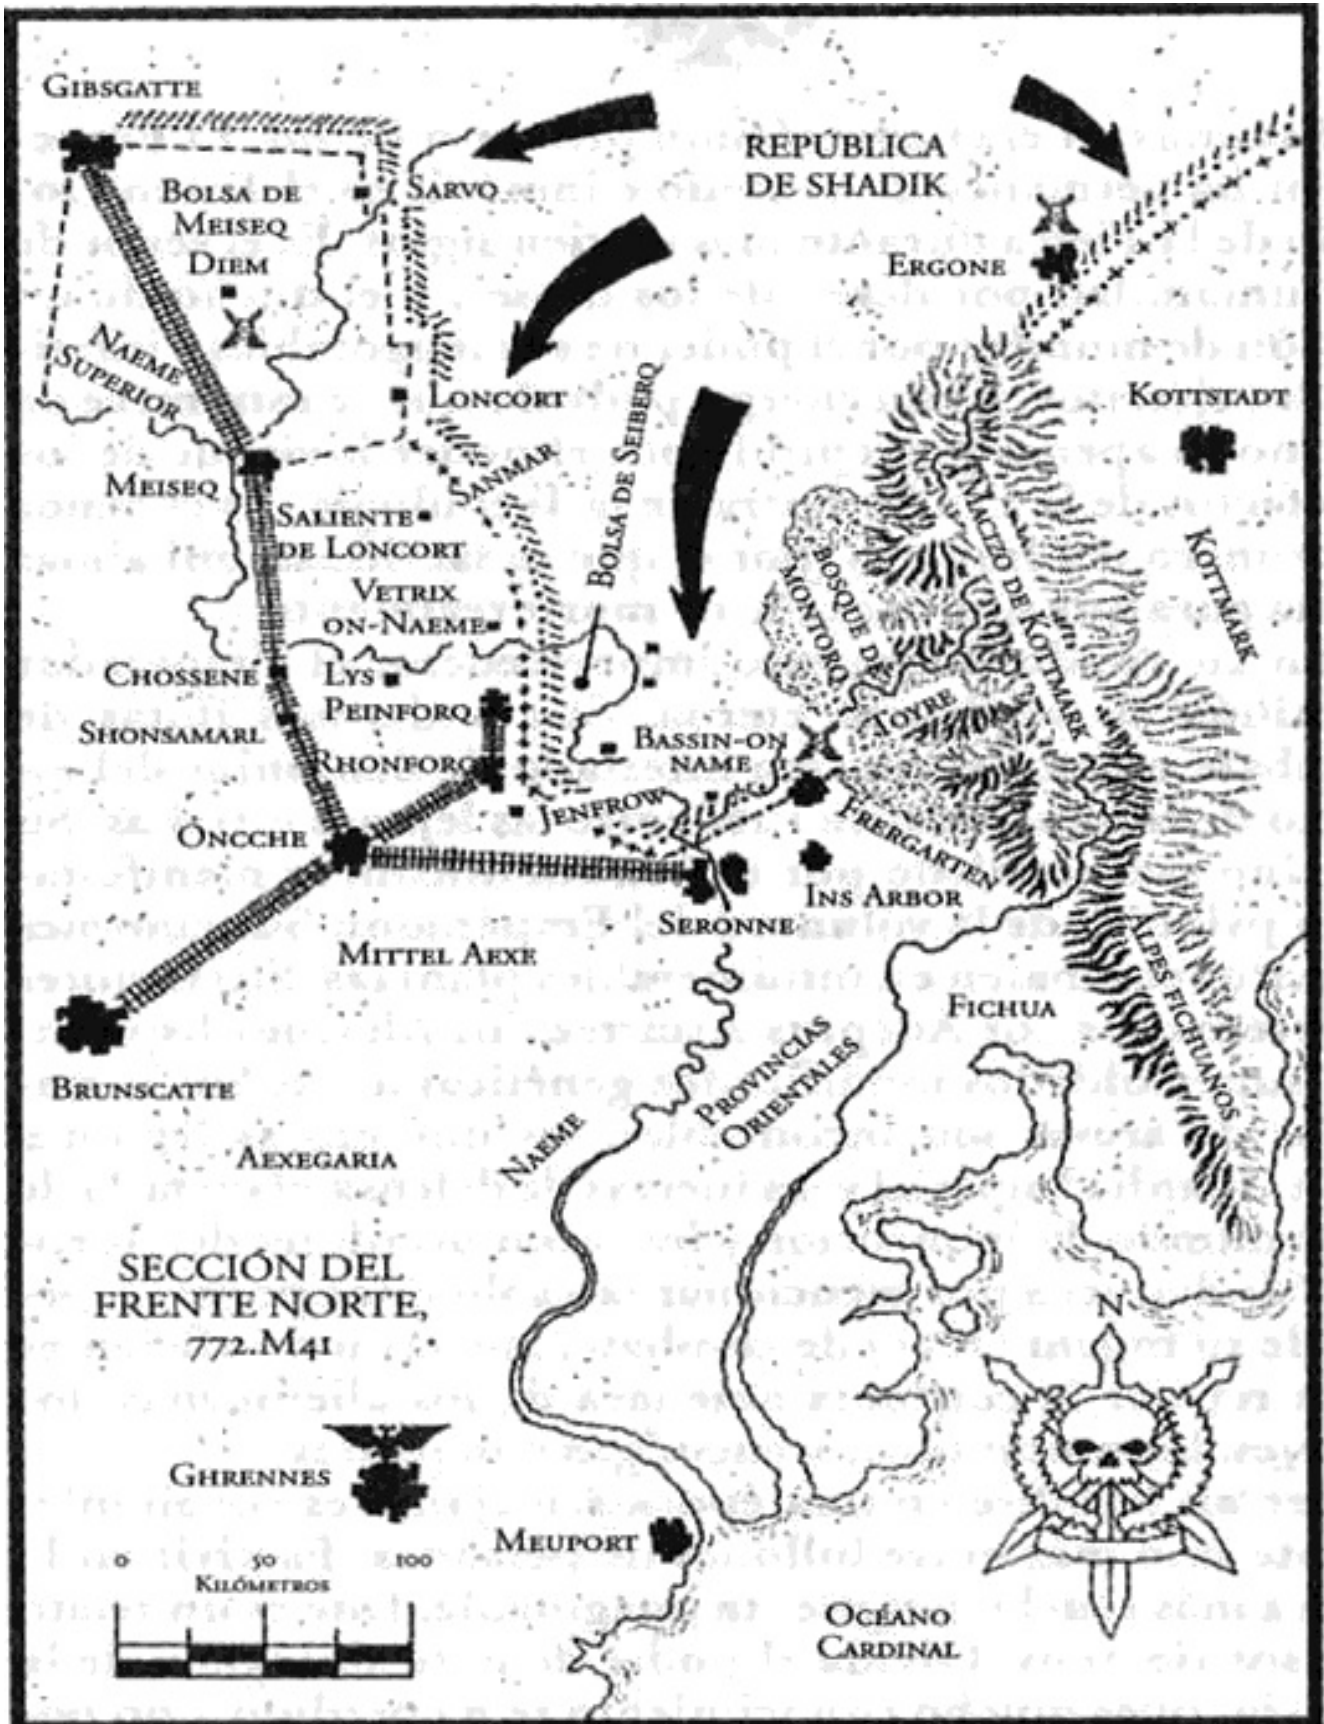 GIBSGATTE
REPÚBLICA
DE SHADIK
BOLSA DE
MEISEQ
DIEM
SARVO
ERGONE
NAEME
SUPERIOR
LONCORT
KOTTSTADT
SANMAR
BOLSA DE SEIBERQ
MEISEQ
SALIENTE
DE LONCORT
MACIZO DE KOTTMARK
KOTTMARK
BOSQUE DE
MONTORQ
VETRIX
ON-NAEME
CHOSSENE
LYS
PEINFORQ
TOYRE
SHONSAMARL
RHONFORQ
BASSIN-ON
NAME
JENFROW
FRERGARTEN
ONCCHE
INS ARBOR
SERONNE
MITTEL AEXE
ALPES FICHUANOS
FICHUA
BRUNSCATTE
PROVINCIAS
ORIENTALES
NAEME
AEXEGARIA
SECCIÓN DEL
FRENTE NORTE,
772.M41
N
GHRENNES
MEUPORT
0 50 100
KILÓMETROS
OCÉANO
CARDINAL